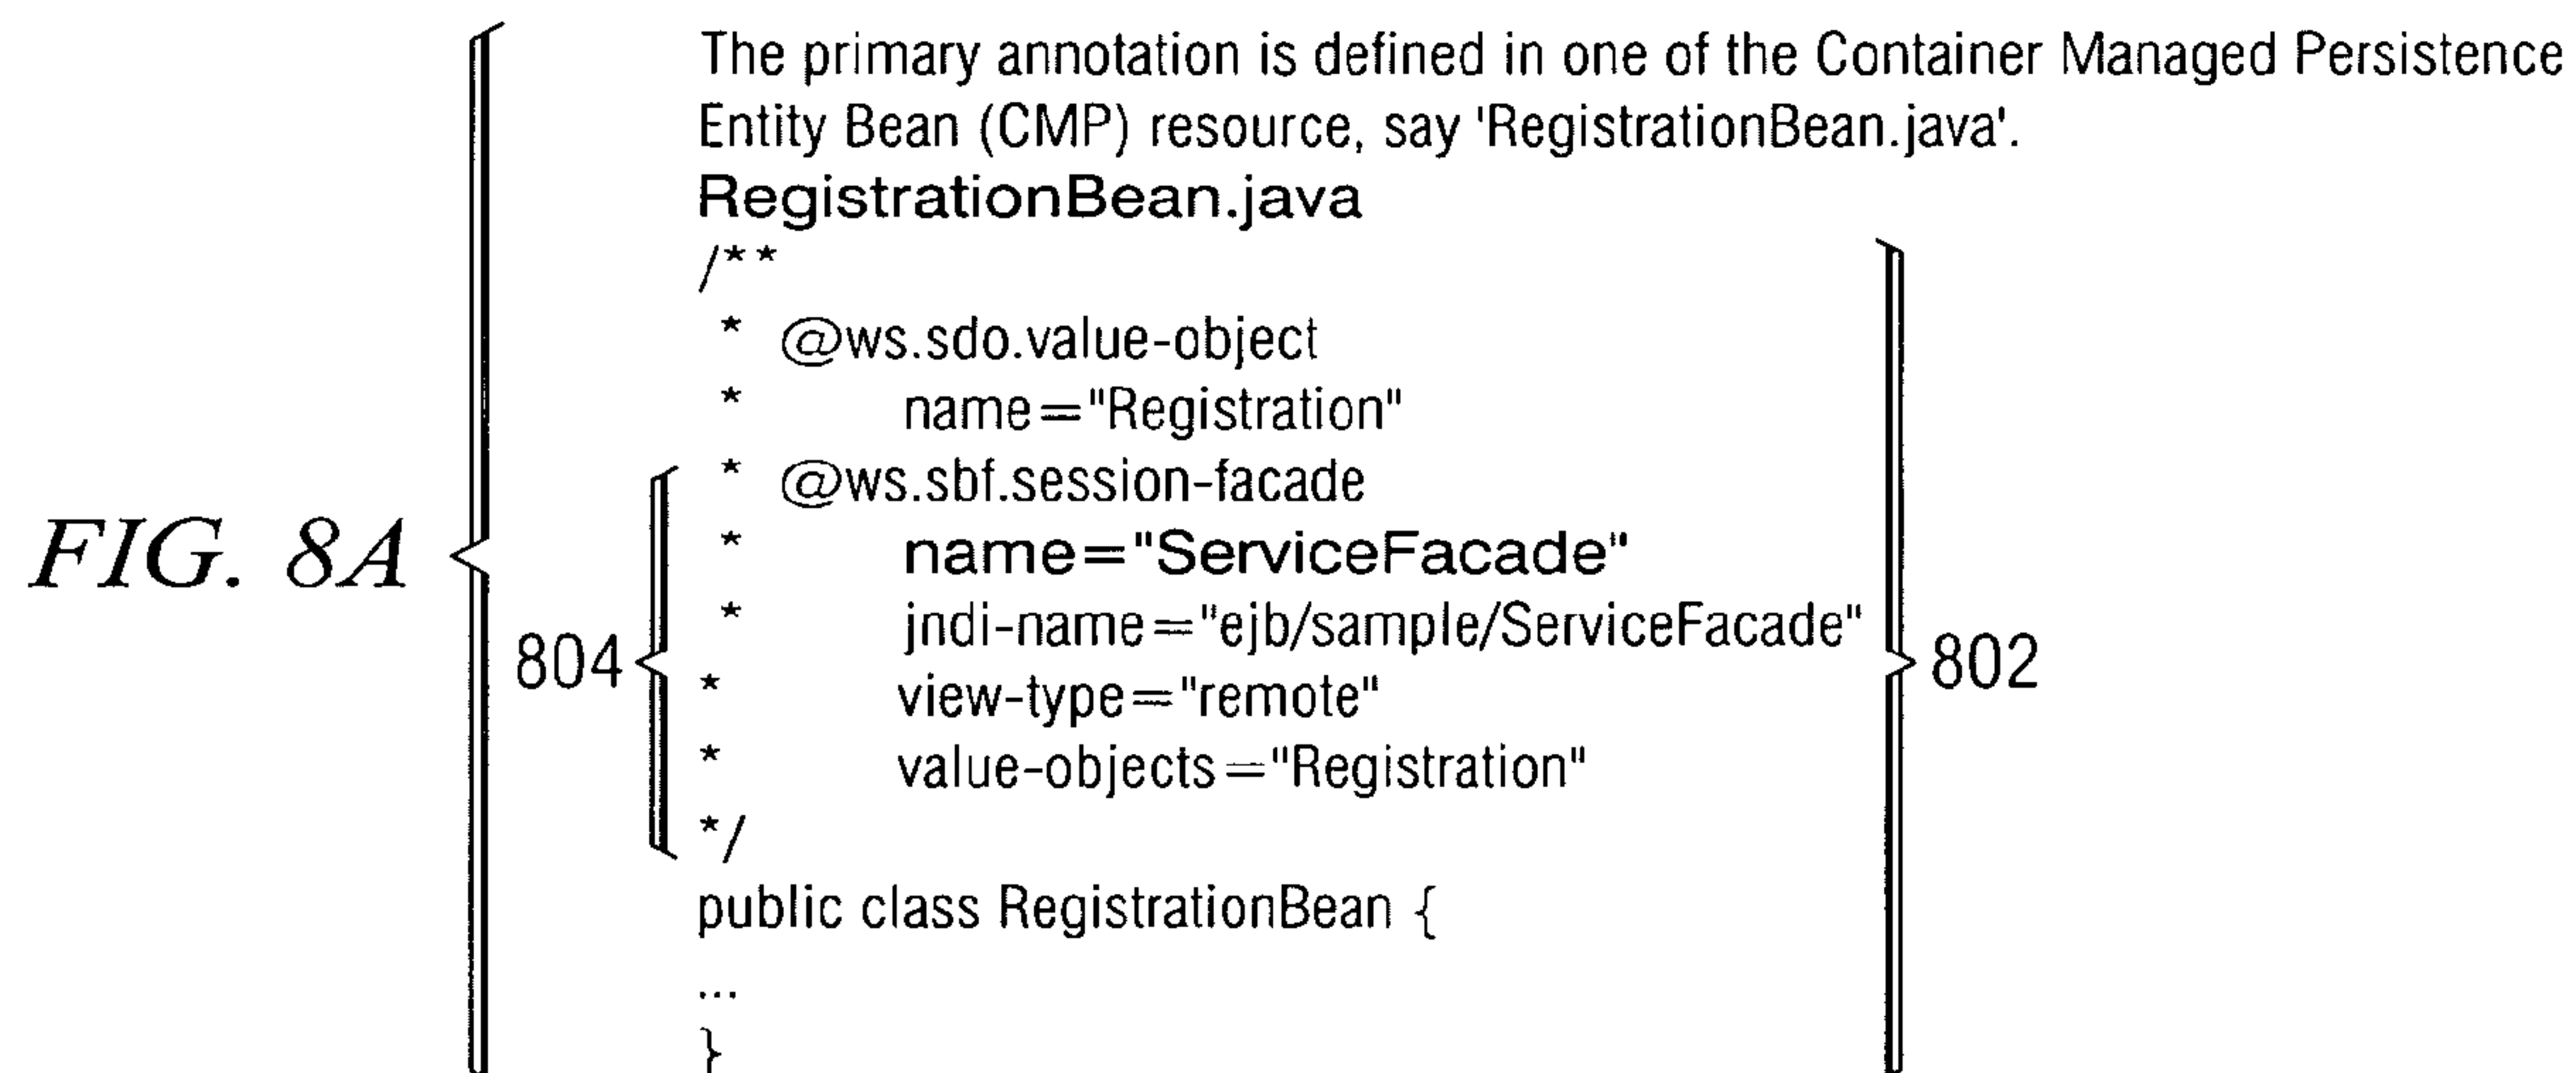 The primary annotation is defined in one of the Container Managed Persistence
Entity Bean (CMP) resource, say 'RegistrationBean.java'.
RegistrationBean.java
/**
* @ws.sdo.value-object
* name="Registration"
* @ws.sbf.session-facade
* name="ServiceFacade"
* jndi-name="ejb/sample/ServiceFacade"
* view-type="remote"
* value-objects="Registration"
*/
public class RegistrationBean {
...
}
FIG. 8A
804
802